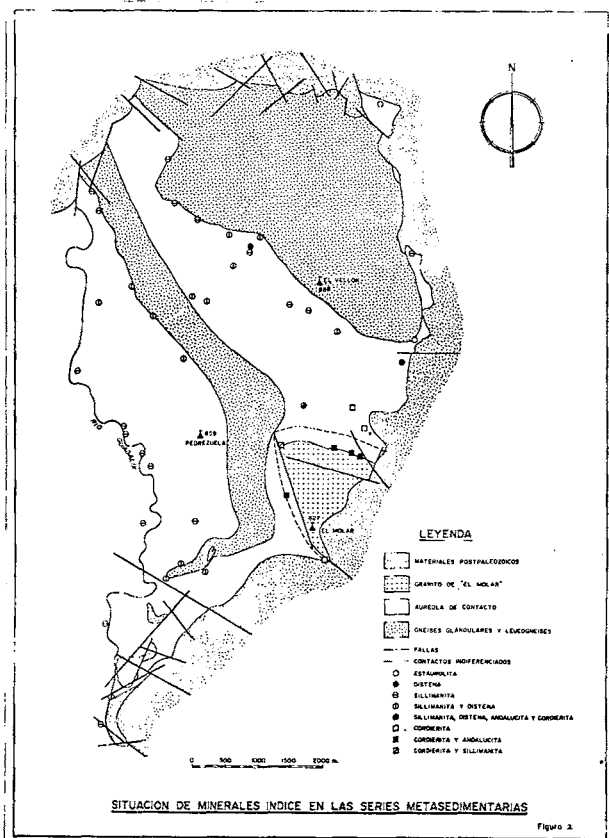 N
EL VELLON
PEDREZUELA
827
EL MOLAR
LEYENDA
MATERIALES POSTPALEOZOICOS
GRANITO DE "EL MOLAR"
AUREOLA DE CONTACTO
GNEISES GLANDULARES Y LEUCOGNEISES
FALLAS
CONTACTOS INDIFERENCIADOS
ESTAUROLITA
DISTENA
SILLIMANITA
SILLIMANITA Y DISTENA
SILLIMANITA, DISTENA, ANDALUCITA Y CORDIERITA
CORDIERITA
CORDIERITA Y ANDALUCITA
CORDIERITA Y SILLIMANITA
0 500 1000 1500 2000 m.
SITUACION DE MINERALES INDICE EN LAS SERIES METASEDIMENTARIAS
Figura 2